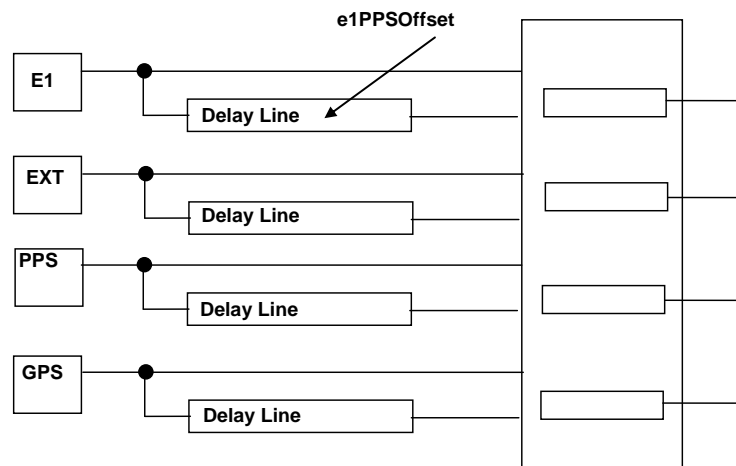 e1PPSOffset
E1
Delay Line
EXT
Delay Line
PPS
Delay Line
GPS
Delay Line